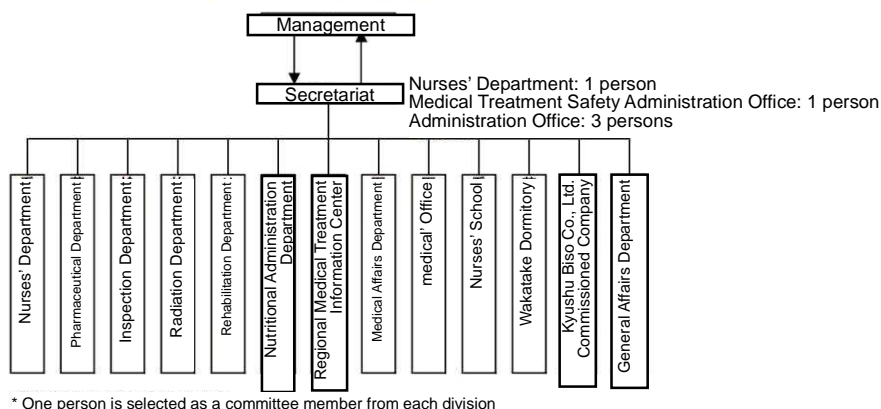 Management
Secretariat
Nurses' Department: 1 person
Medical Treatment Safety Administration Office: 1 person
Administration Office: 3 persons
Nurses' Department
Pharmaceutical Department
Inspection Department
Radiation Department
Rehabilitation Department
Nutritional Administration
Department
Regional Medical Treatment
Information Center
Medical Affairs Department
medical' Office
Nurses' School
Wakatake Dormitory
Kyushu Biso Co., Ltd.
Commissioned Company
General Affairs Department
* One person is selected as a committee member from each division